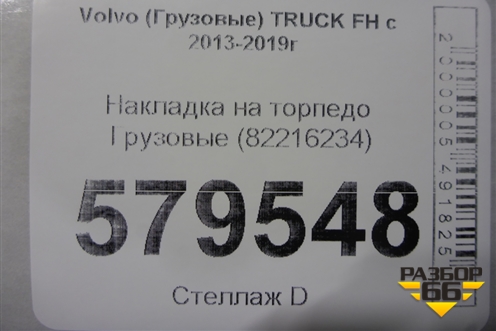 Volvo (Грузовые) TRUCK FH с
2013-2019г
Накладка на торпедо
Грузовые (82216234)
579548
Стеллаж D
2000005491825
РАЗБОР
66